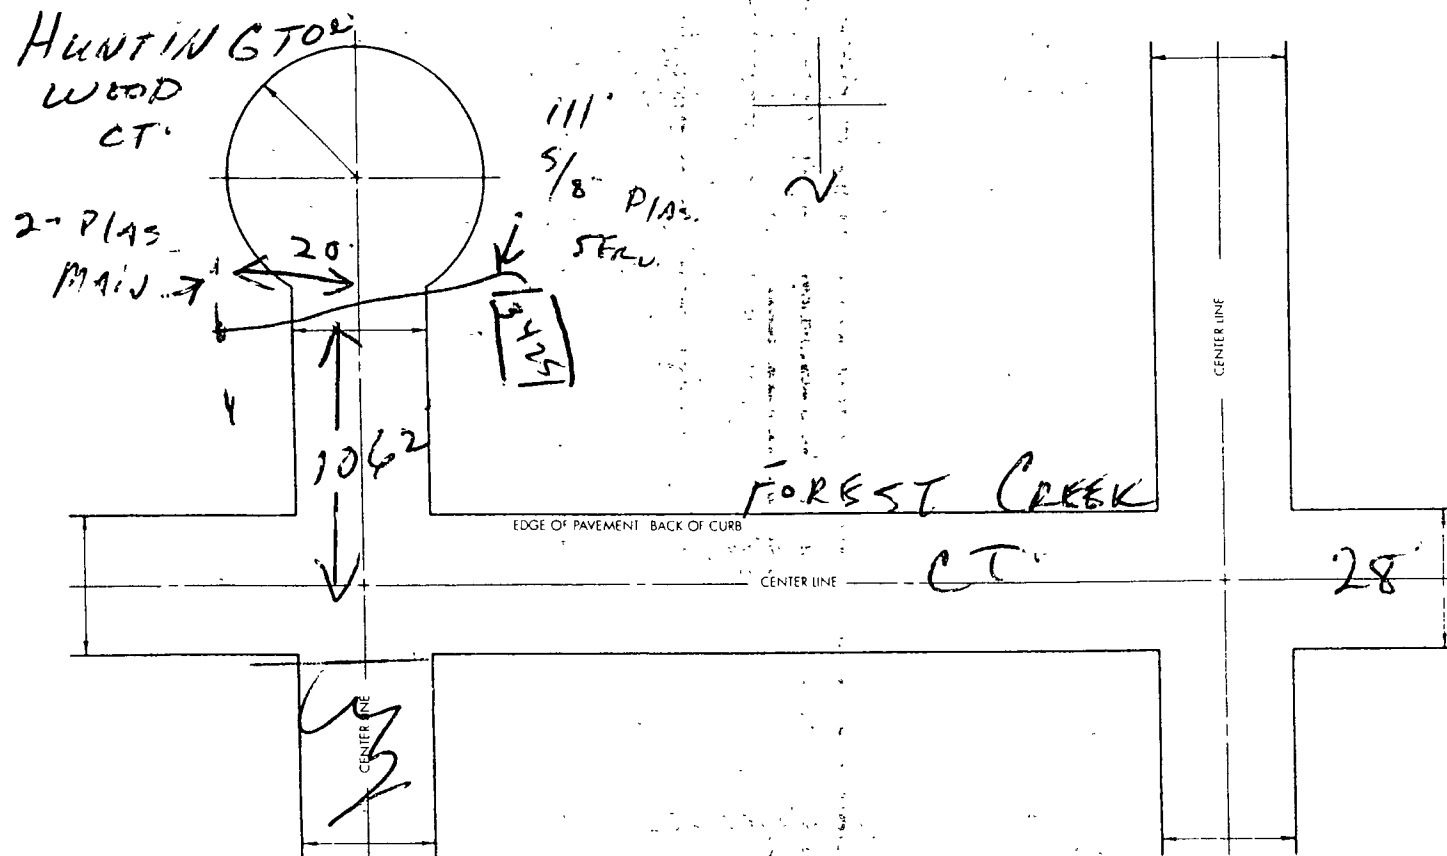 HUNTINGTON
WOOD
CT.
111'
5/8" PLAS.
SERV.
2" PLAS
MAIN
20'
3425
1062
FOREST CREEK
EDGE OF PAVEMENT BACK OF CURB
CENTER LINE
CT.
28'
CENTER LINE
CENTER LINE